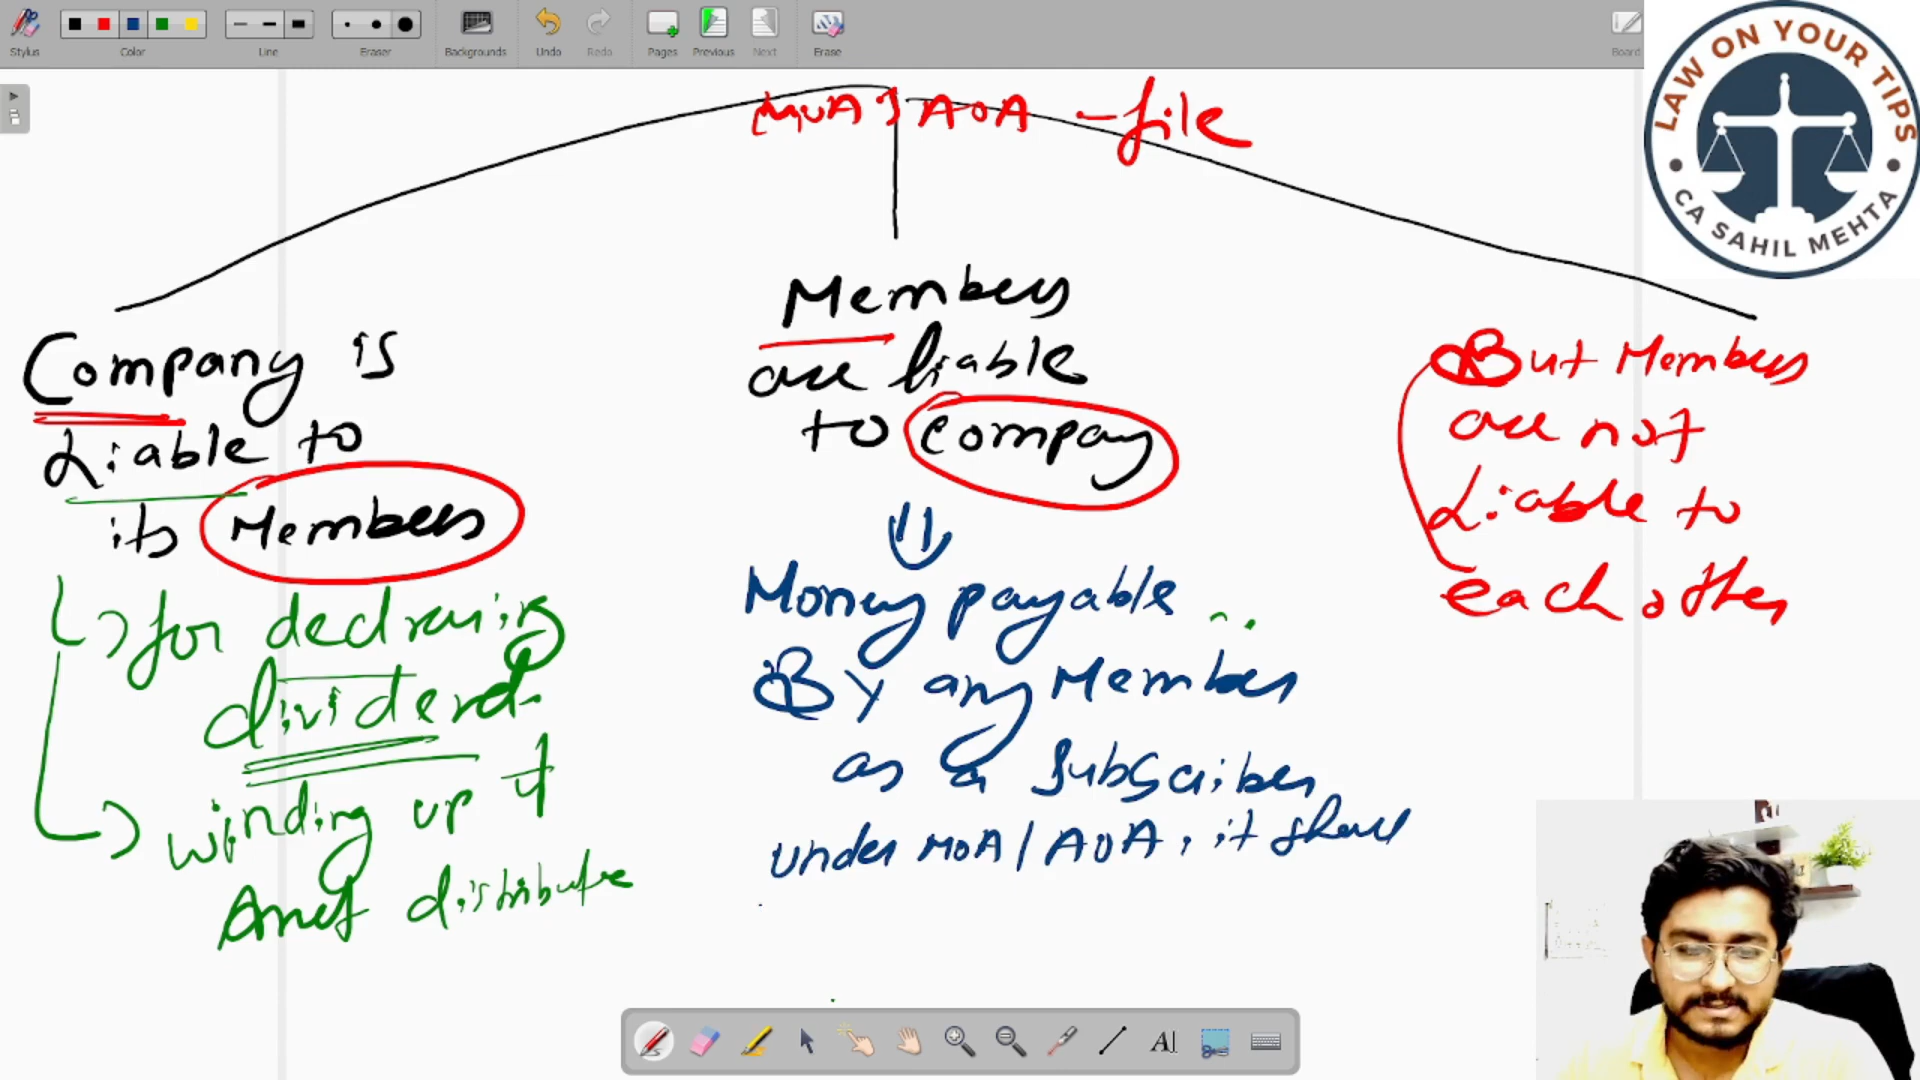 Stylus
Color
Line
Eraser
Backgrounds
Undo
Redo
Pages
Previous
Next
Erase
Board
LAW ON YOUR TIPS
CA SAHIL MEHTA
MOA } AOA - file
Company is
Liable to
its Members
for declaring
dividend.
winding up
Amt distribute
Members
are liable
to Compay
Money payable
By any Member
as a Subscriber
under MOA / AOA, it shall
But Members
are not
Liable to
each other